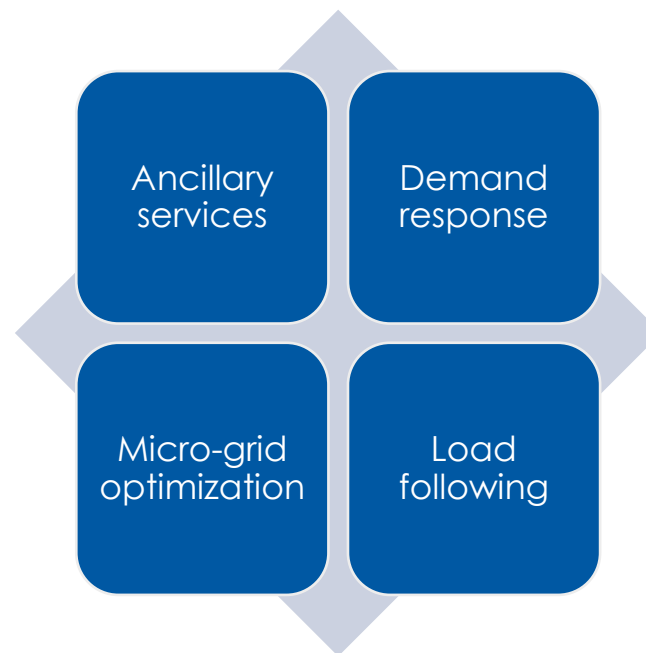 Ancillary
services
Demand
response
Micro-grid
optimization
Load
following